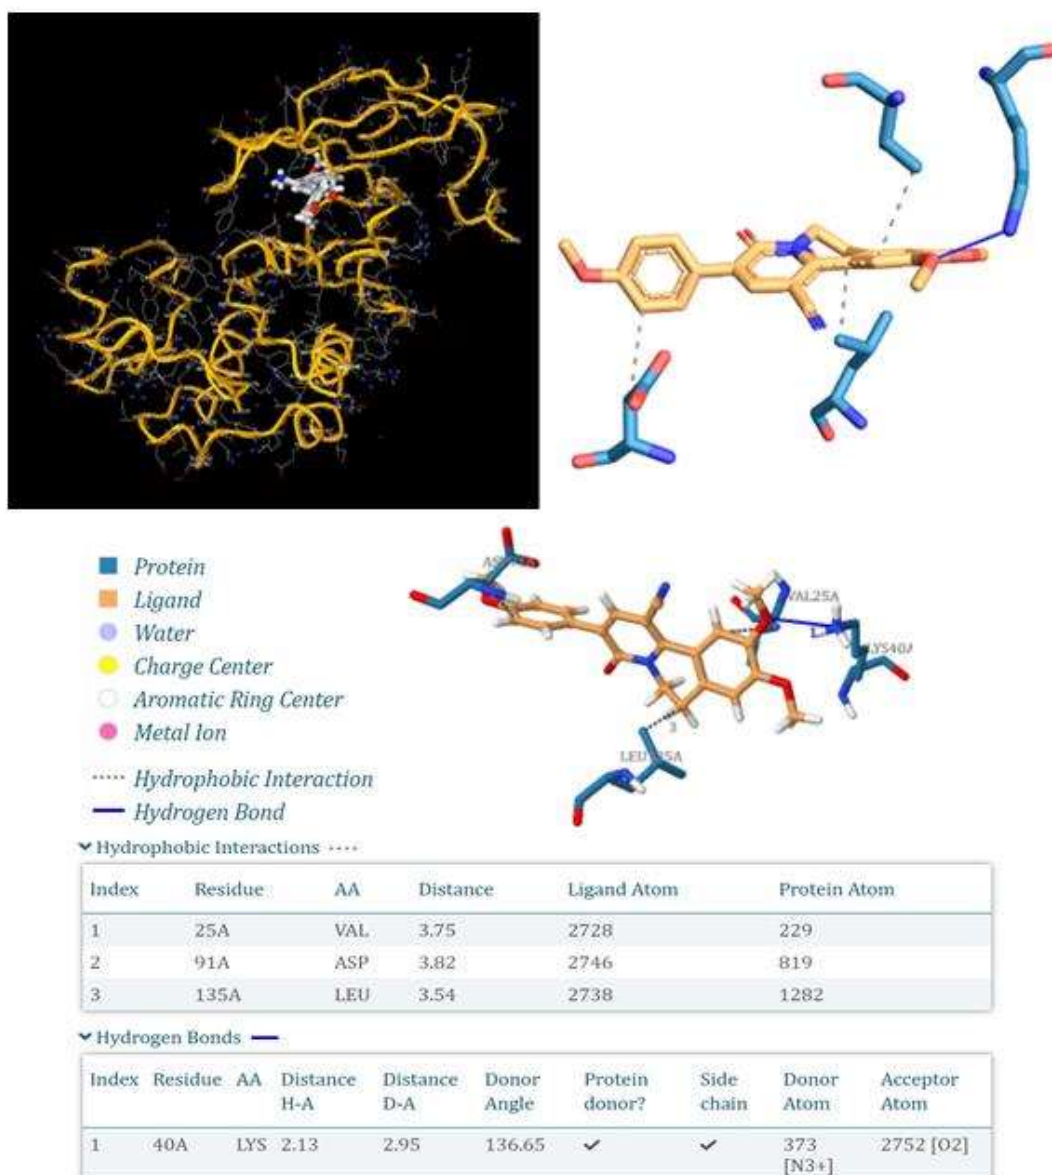 VAL25A
LYS40A
Protein
Ligand
Water
Charge Center
Aromatic Ring Center
Metal Ion
Hydrophobic Interaction
Hydrogen Bond
3
Hydrophobic Interactions
Index Residue AA Distance Ligand Atom Protein Atom
1 25A VAL 3.75 2728 229
2 91A ASP 3.82 2746 819
3 135A LEU 3.54 2738 1282
Hydrogen Bonds
Index Residue AA Distance H-A Distance D-A Donor Angle Protein donor? Side chain Donor Atom Acceptor Atom
1 40A LYS 2.13 2.95 136.65 ✓ ✓ 373 [N3+] 2752 [O2]